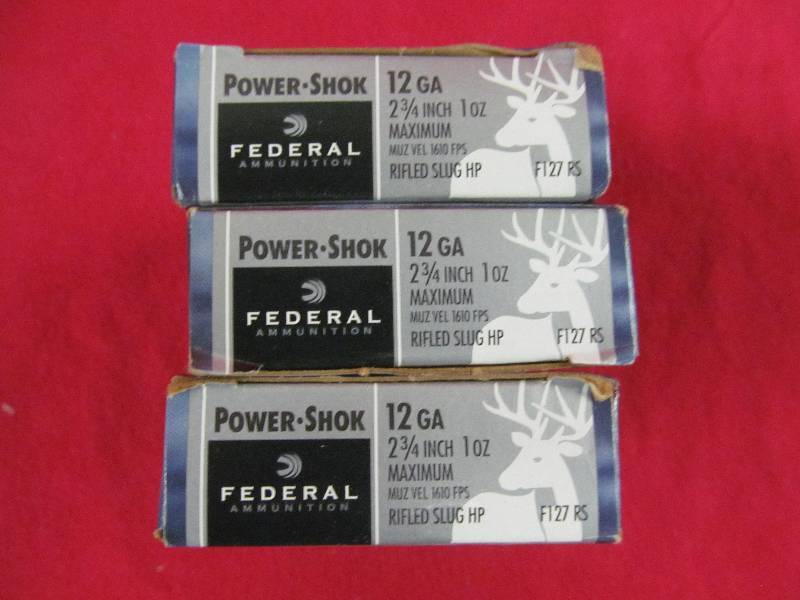 POWER•SHOK
FEDERAL
AMMUNITION
12 GA
2 3/4 INCH 1 OZ
MAXIMUM
MUZ VEL 1610 FPS
RIFLED SLUG HP
F127 RS
POWER•SHOK
FEDERAL
AMMUNITION
12 GA
2 3/4 INCH 1 OZ
MAXIMUM
MUZ VEL 1610 FPS
RIFLED SLUG HP
F127 RS
POWER•SHOK
FEDERAL
AMMUNITION
12 GA
2 3/4 INCH 1 OZ
MAXIMUM
MUZ VEL 1610 FPS
RIFLED SLUG HP
F127 RS